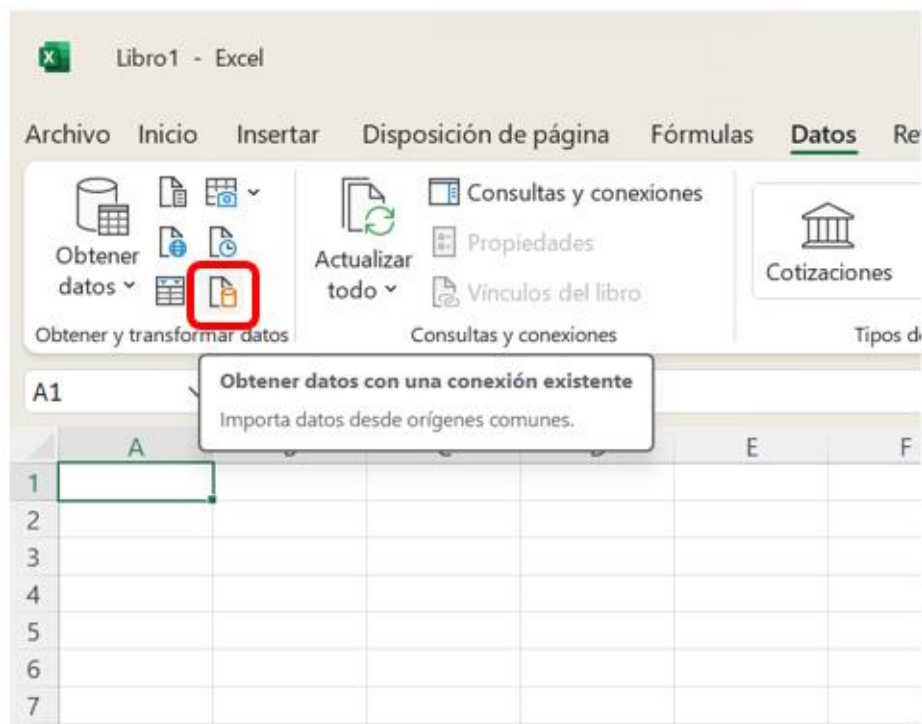 Libro1 - Excel
Archivo Inicio Insertar Disposición de página Fórmulas Datos Re
Obtener datos
Actualizar todo
Consultas y conexiones
Propiedades
Vínculos del libro
Cotizaciones
Obtener y transformar datos
Consultas y conexiones
Tipos d
A1
Obtener datos con una conexión existente
Importa datos desde orígenes comunes.
A E F
1
2
3
4
5
6
7